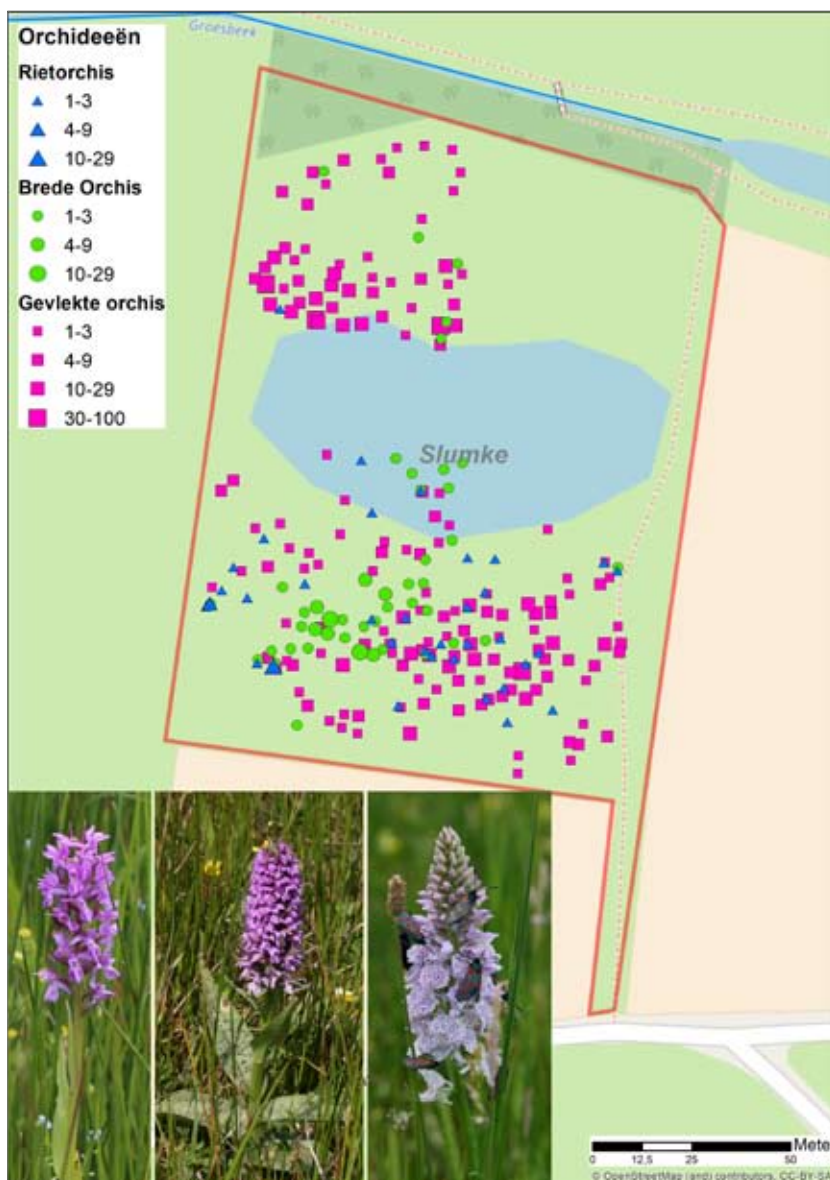 Groesbeek
Orchideeën
Rietorchis
1-3
4-9
10-29
Brede Orchis
1-3
4-9
10-29
Gevlekte orchis
1-3
4-9
10-29
30-100
Slumke
Mete
0 12,5 25 50
© OpenStreetMap (and) contributors, CC-BY-SA